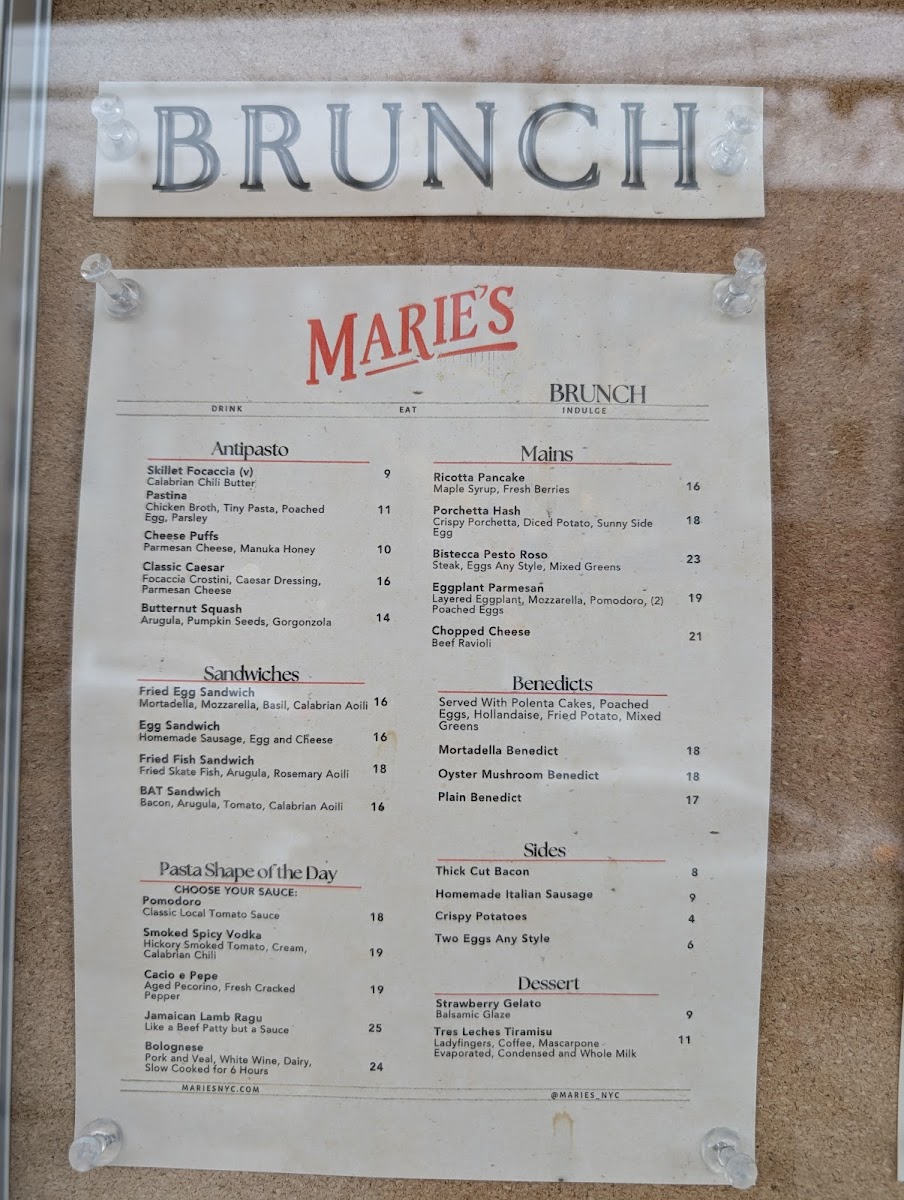 BRUNCH
MARIE'S
BRUNCH
DRINK EAT INDULGE
Antipasto
Skillet Focaccia (v) 9
Calabrian Chili Butter
Pastina
Chicken Broth, Tiny Pasta, Poached 11
Egg, Parsley
Cheese Puffs
Parmesan Cheese, Manuka Honey 10
Classic Caesar
Focaccia Crostini, Caesar Dressing, 16
Parmesan Cheese
Butternut Squash
Arugula, Pumpkin Seeds, Gorgonzola 14
Sandwiches
Fried Egg Sandwich
Mortadella, Mozzarella, Basil, Calabrian Aoili 16
Egg Sandwich
Homemade Sausage, Egg and Cheese 16
Fried Fish Sandwich
Fried Skate Fish, Arugula, Rosemary Aoili 18
BAT Sandwich
Bacon, Arugula, Tomato, Calabrian Aoili 16
Pasta Shape of the Day
CHOOSE YOUR SAUCE:
Pomodoro
Classic Local Tomato Sauce 18
Smoked Spicy Vodka
Hickory Smoked Tomato, Cream, 19
Calabrian Chili
Cacio e Pepe
Aged Pecorino, Fresh Cracked 19
Pepper
Jamaican Lamb Ragu
Like a Beef Patty but a Sauce 25
Bolognese
Pork and Veal, White Wine, Dairy, 24
Slow Cooked for 6 Hours
Mains
Ricotta Pancake
Maple Syrup, Fresh Berries 16
Porchetta Hash
Crispy Porchetta, Diced Potato, Sunny Side 18
Egg
Bistecca Pesto Roso
Steak, Eggs Any Style, Mixed Greens 23
Eggplant Parmesan
Layered Eggplant, Mozzarella, Pomodoro, (2) 19
Poached Eggs
Chopped Cheese 21
Beef Ravioli
Benedicts
Served With Polenta Cakes, Poached
Eggs, Hollandaise, Fried Potato, Mixed
Greens
Mortadella Benedict 18
Oyster Mushroom Benedict 18
Plain Benedict 17
Sides
Thick Cut Bacon 8
Homemade Italian Sausage 9
Crispy Potatoes 4
Two Eggs Any Style 6
Dessert
Strawberry Gelato
Balsamic Glaze 9
Tres Leches Tiramisu
Ladyfingers, Coffee, Mascarpone 11
Evaporated, Condensed and Whole Milk
MARIESNYC.COM @MARIES_NYC